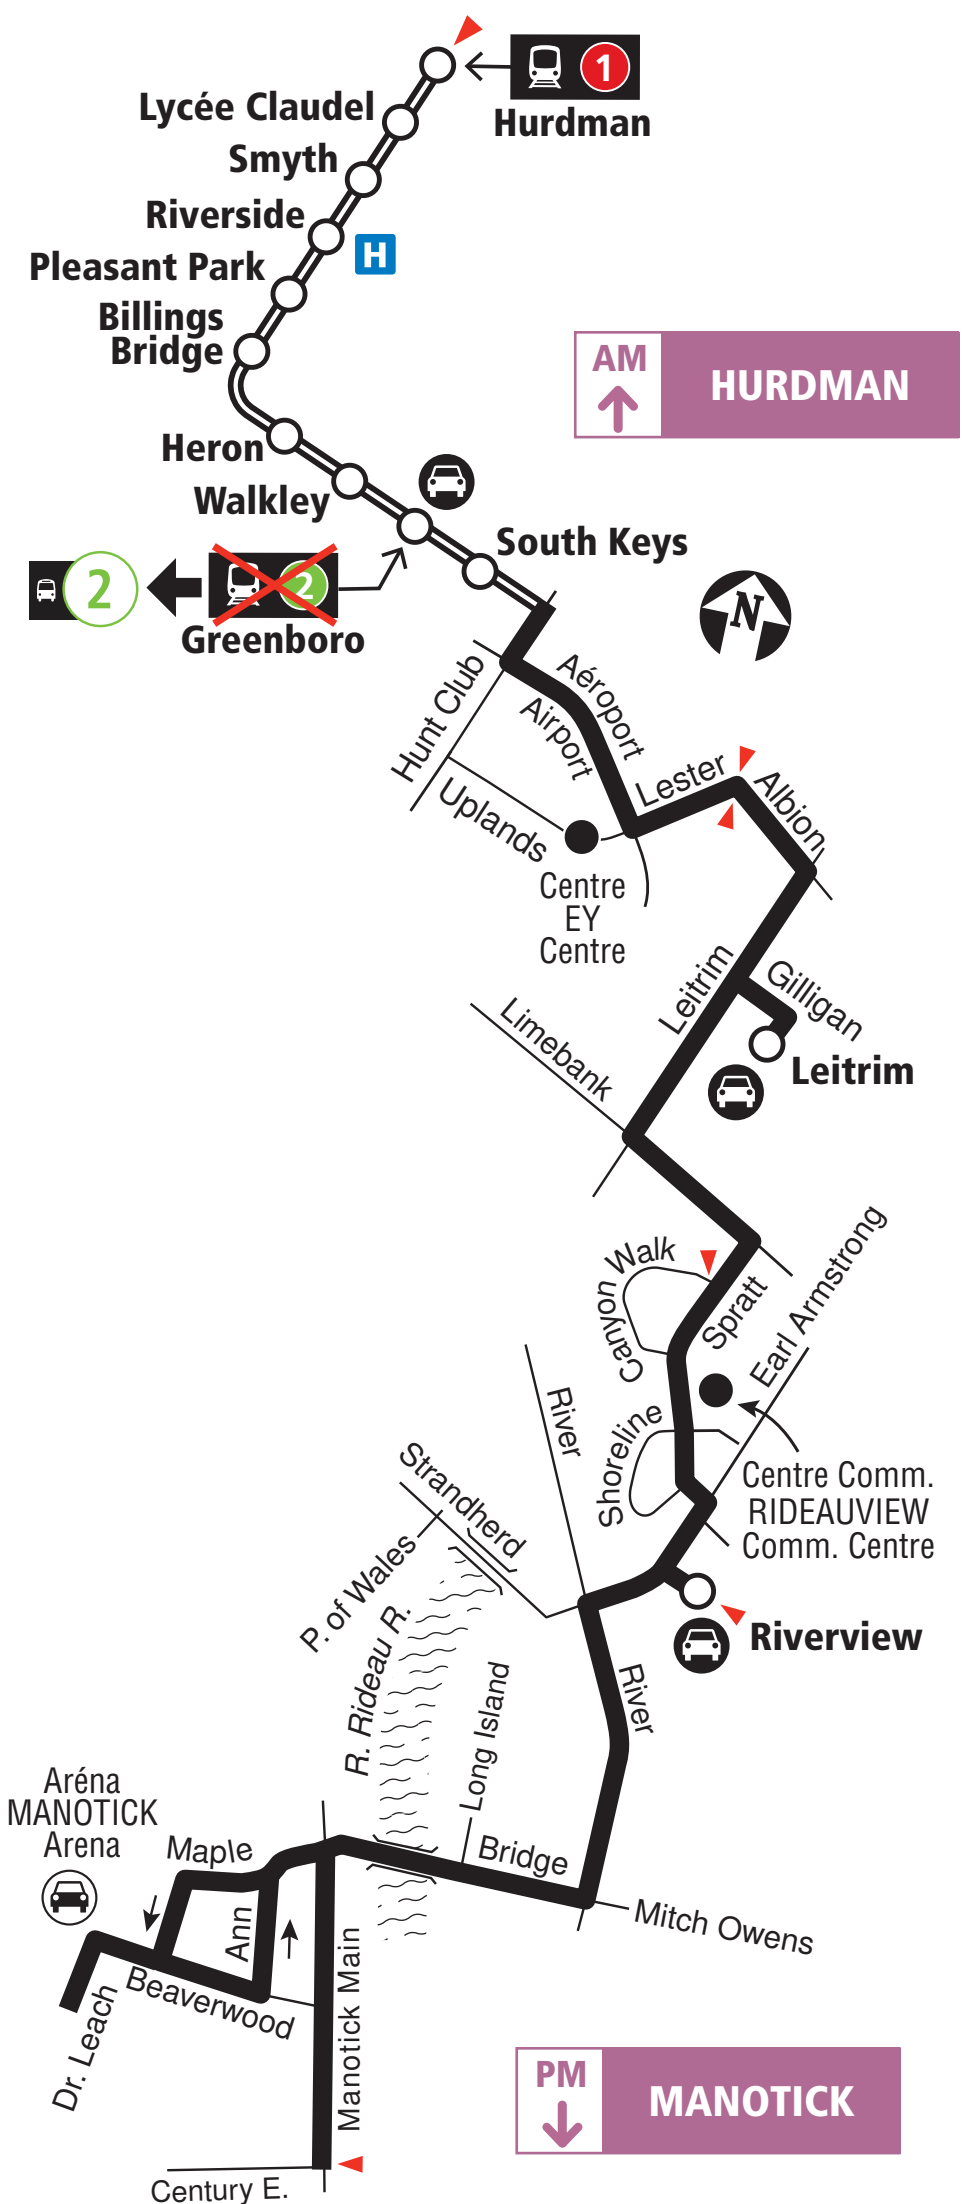 1
Hurdman
Lycée Claudel
Smyth
Riverside
H
Pleasant Park
Billings
Bridge
AM
HURDMAN
Heron
Walkley
South Keys
2
2
Greenboro
N
Hunt Club
Aéroport
Airport
Uplands
Lester
Albion
Centre
EY
Centre
Leitrim
Gilligan
Limebank
Leitrim
Canyon Walk
Spratt
Earl Armstrong
River
Shoreline
Strandherd
Centre Comm.
RIDEAUVIEW
Comm. Centre
P. of Wales
R. Rideau R.
Riverview
River
Long Island
Aréna
MANOTICK
Arena
Maple
Bridge
Ann
Mitch Owens
Beaverwood
Dr. Leach
Manotick Main
PM
MANOTICK
Century E.